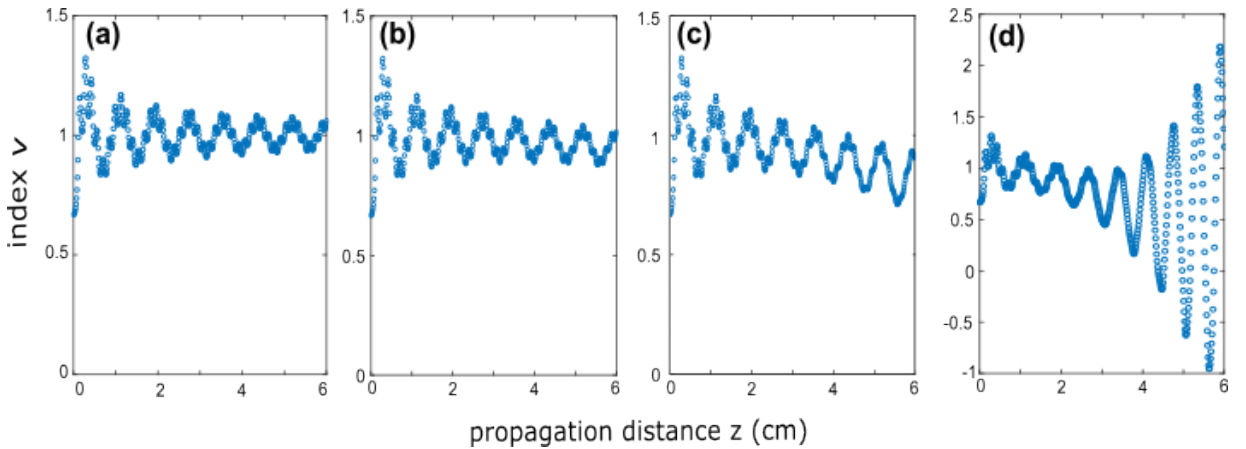 (a) (b) (c) (d)
1.5 1.5 1.5 2.5
2
1.5
1 1 1 1
0.5 0.5 0.5 0.5
0
-0.5
0 0 0 -1
0 2 4 6 0 2 4 6 0 2 4 6 0 2 4 6
index v
propagation distance z (cm)